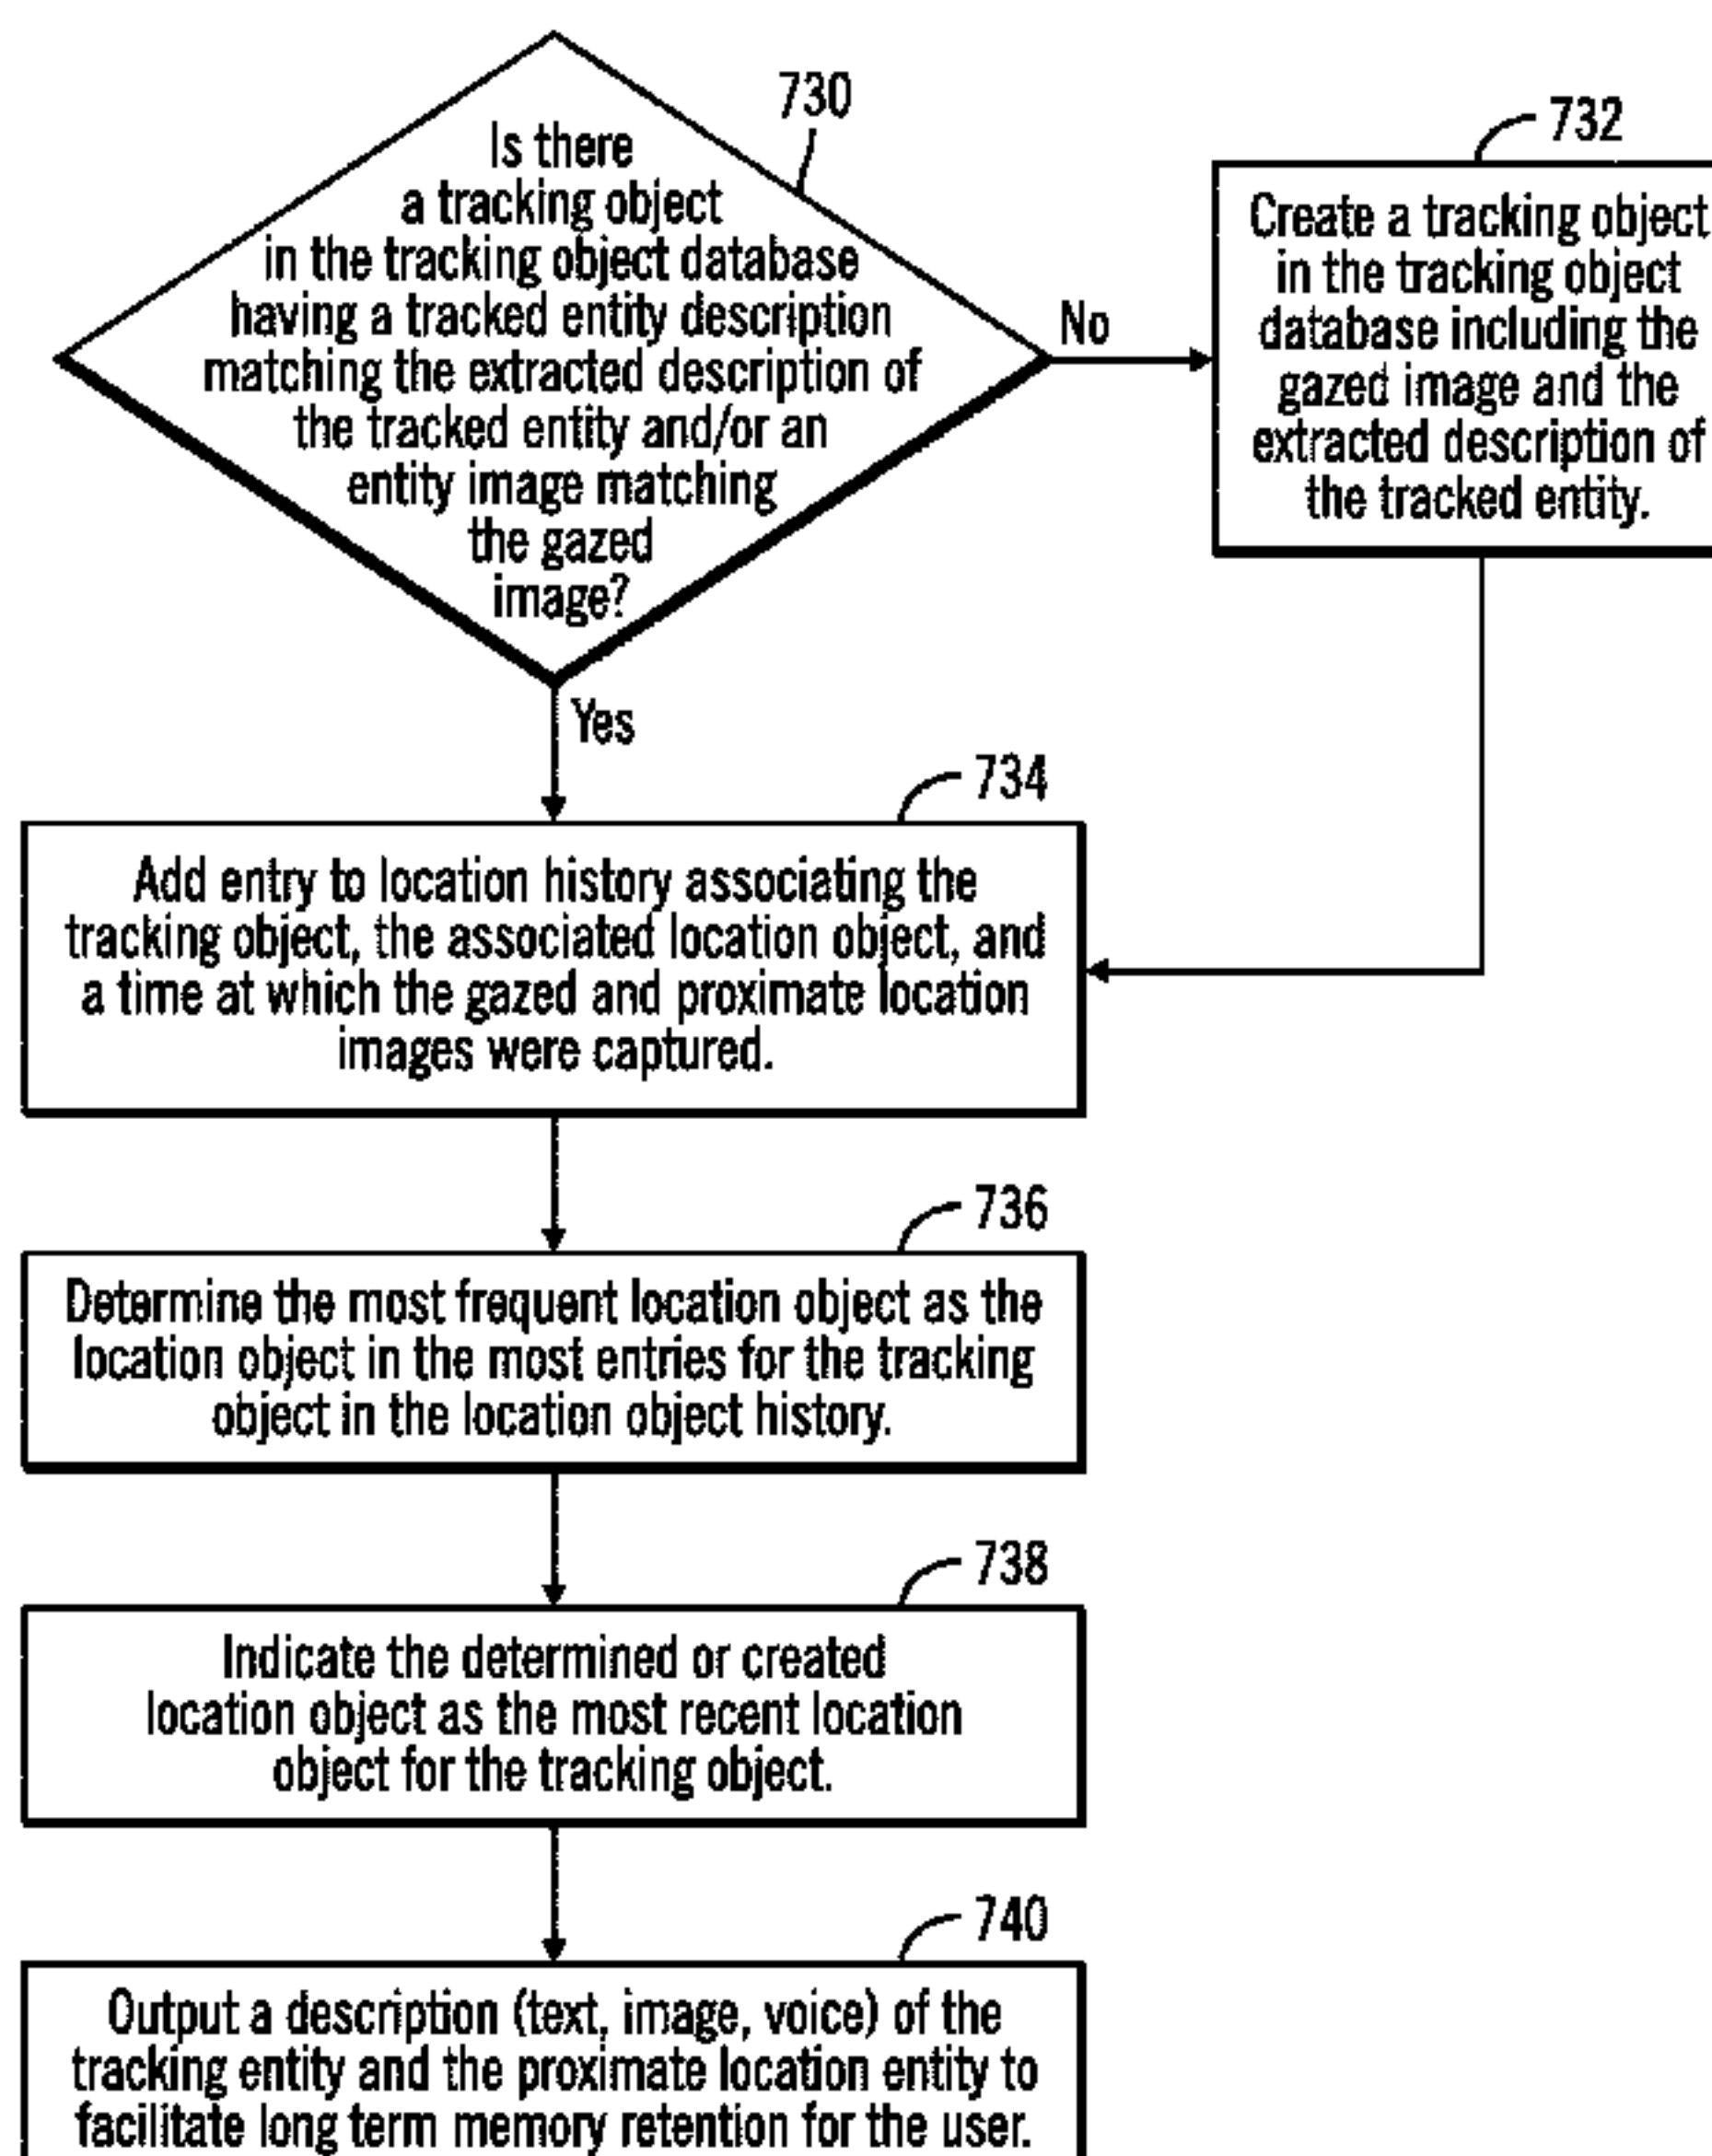 730
Is there
a tracking object
in the tracking object database
having a tracked entity description
matching the extracted description of
the tracked entity and/or an
entity image matching
the gazed
image?
No
732
Create a tracking object
in the tracking object
database including the
gazed image and the
extracted description of
the tracked entity.
Yes
734
Add entry to location history associating the
tracking object, the associated location object, and
a time at which the gazed and proximate location
images were captured.
736
Determine the most frequent location object as the
location object in the most entries for the tracking
object in the location object history.
738
Indicate the determined or created
location object as the most recent location
object for the tracking object.
740
Output a description (text, image, voice) of the
tracking entity and the proximate location entity to
facilitate long term memory retention for the user.